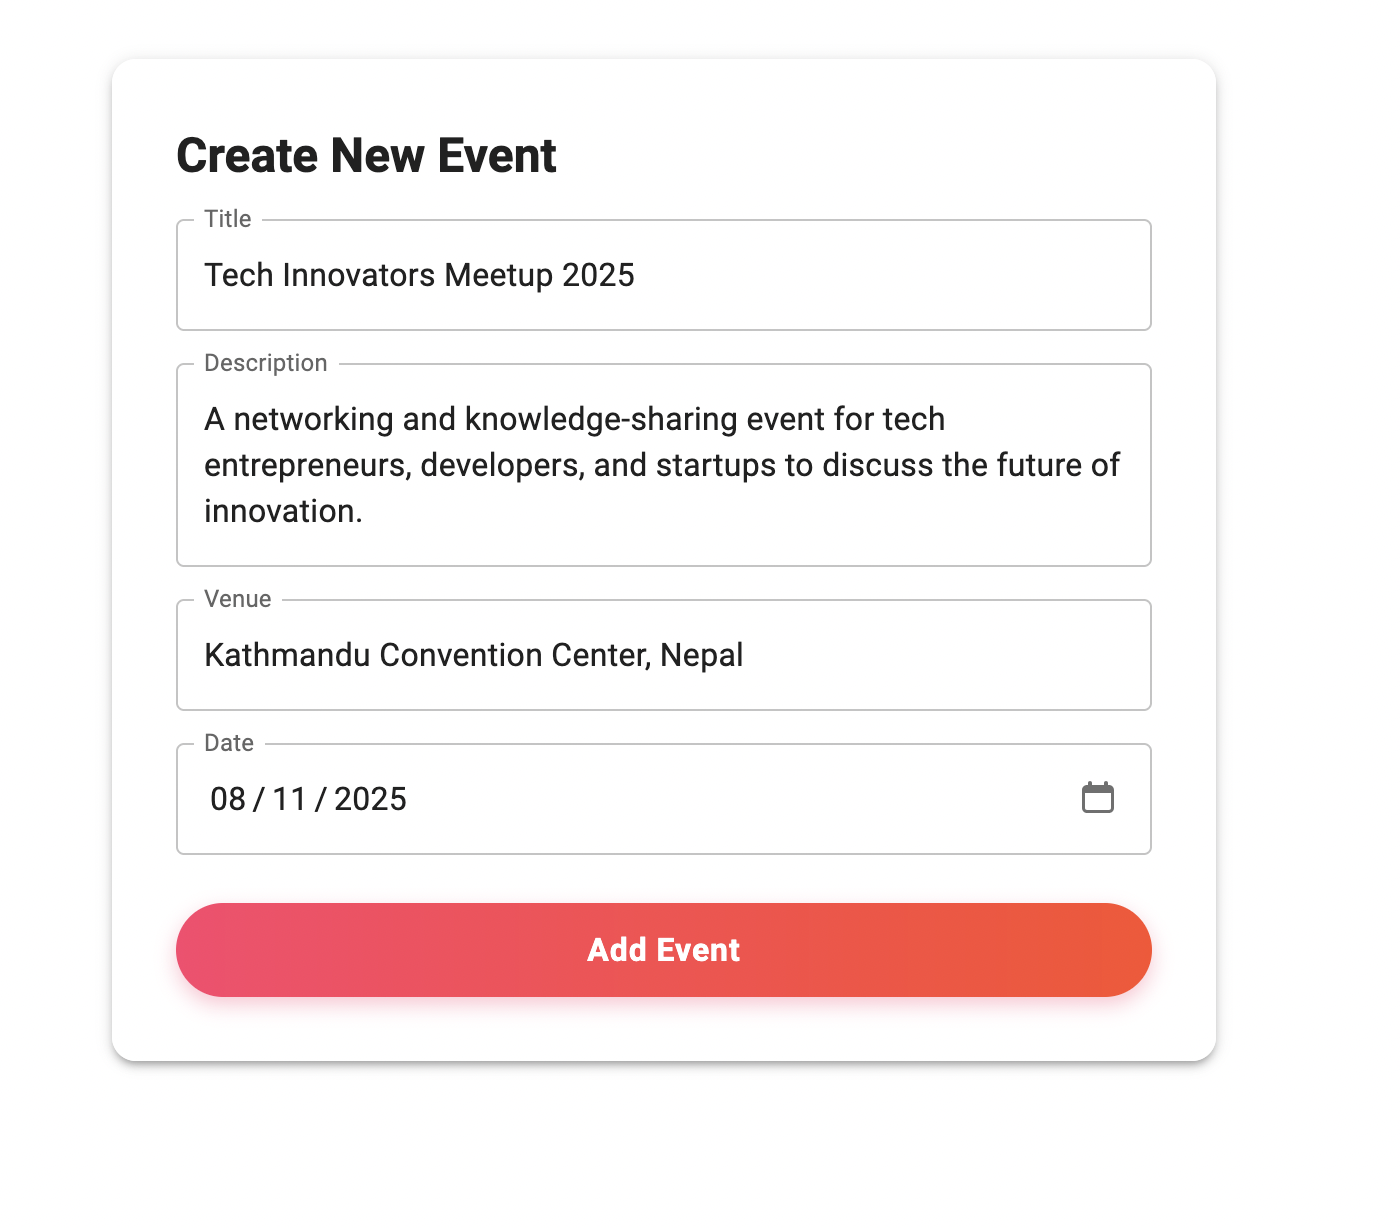 Create New Event
Title
Tech Innovators Meetup 2025
Description
A networking and knowledge-sharing event for tech
entrepreneurs, developers, and startups to discuss the future of
innovation.
Venue
Kathmandu Convention Center, Nepal
Date
08 / 11 / 2025
Add Event